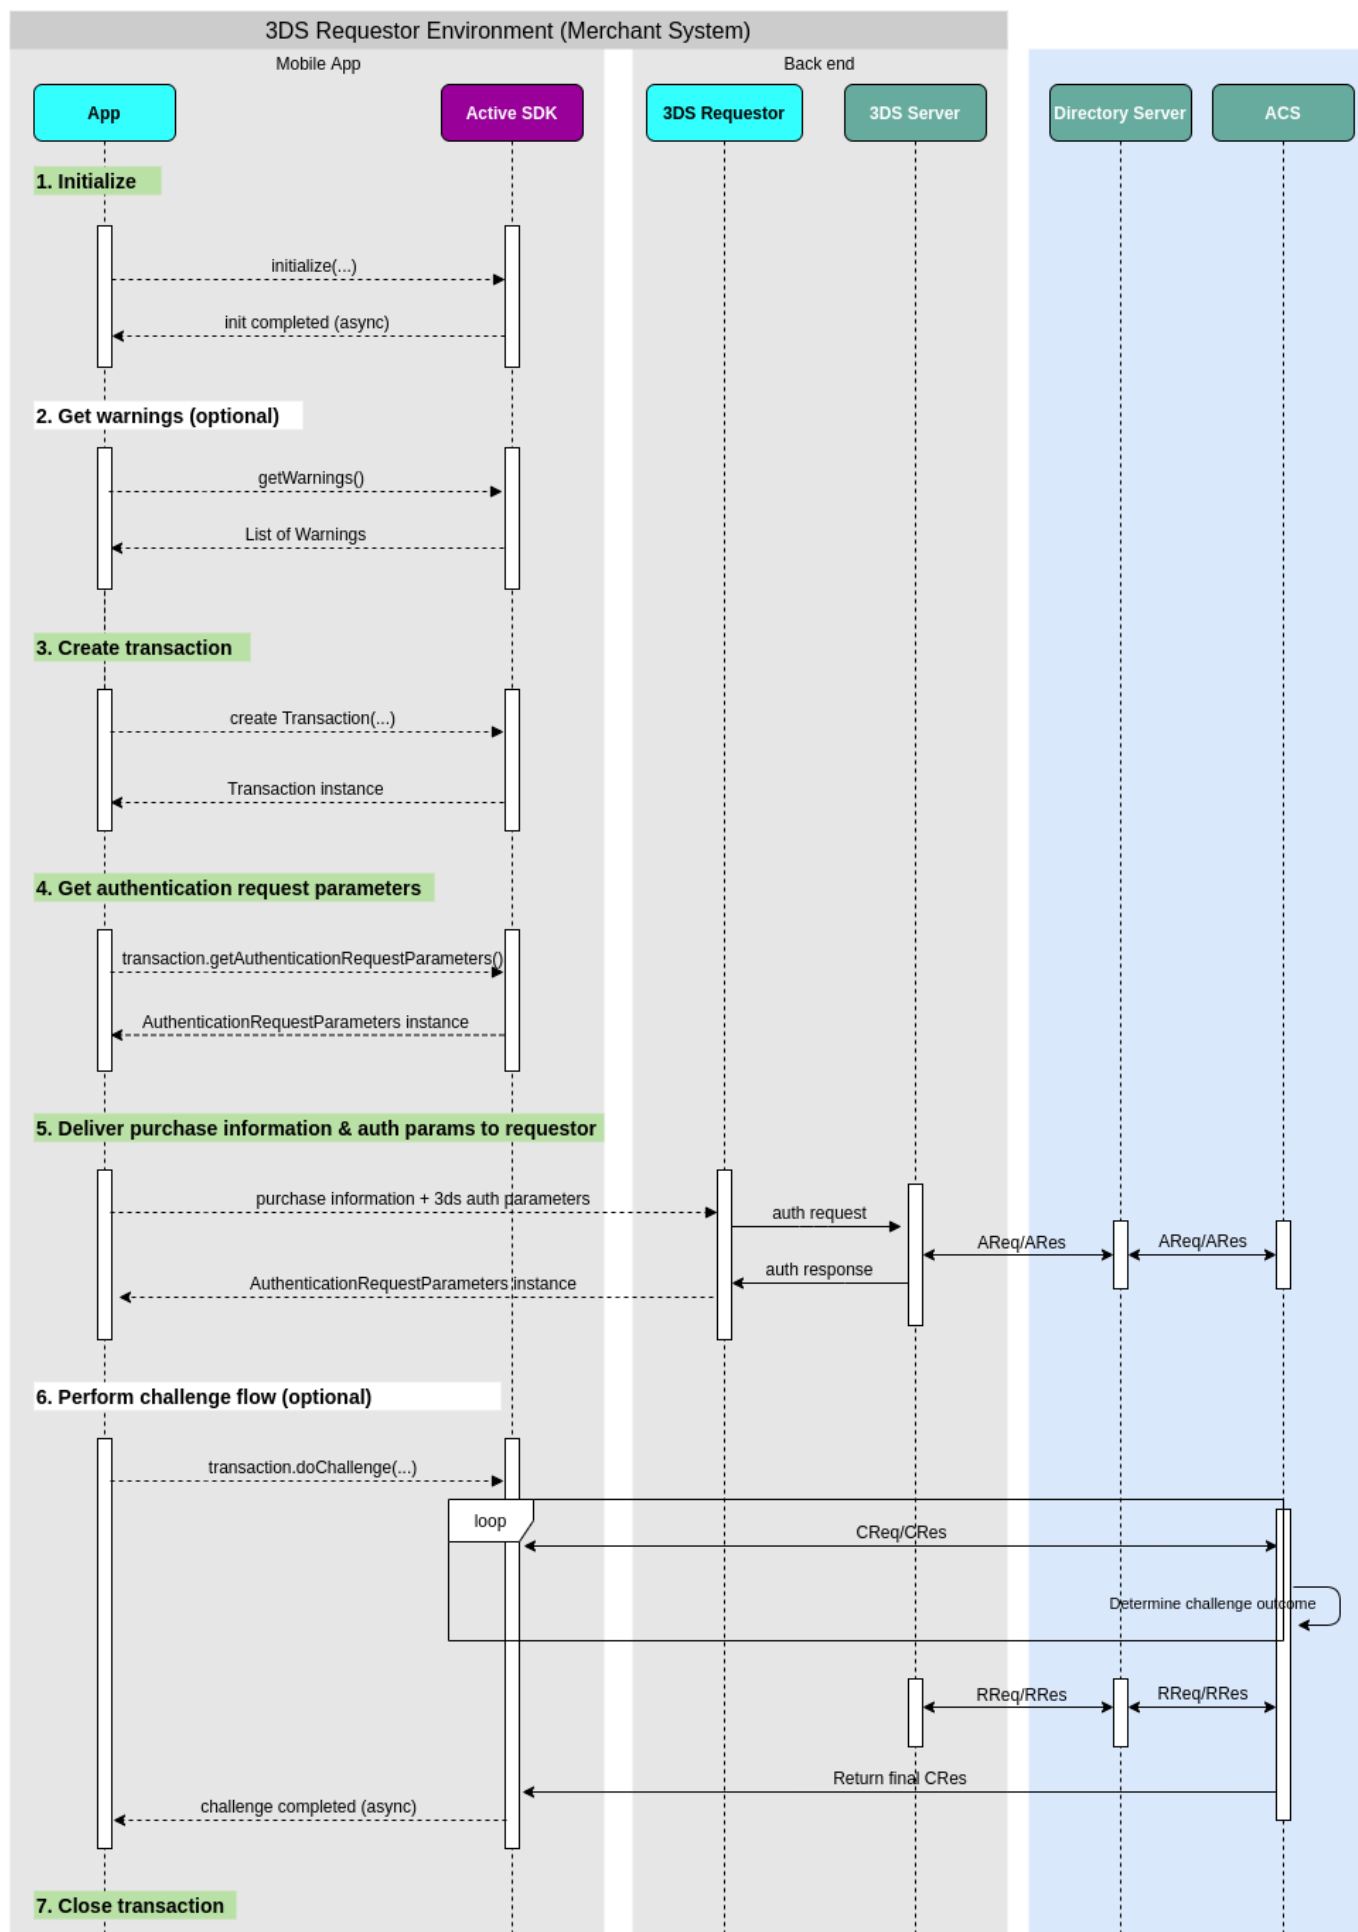 3DS Requestor Environment (Merchant System)
Mobile App
Back end
App
Active SDK
3DS Requestor
3DS Server
Directory Server
ACS
1. Initialize
initialize(...)
init completed (async)
2. Get warnings (optional)
getWarnings()
List of Warnings
3. Create transaction
create Transaction(...)
Transaction instance
4. Get authentication request parameters
transaction.getAuthenticationRequestParameters()
AuthenticationRequestParameters instance
5. Deliver purchase information & auth params to requestor
purchase information + 3ds auth parameters
auth request
AReq/ARes
AReq/ARes
auth response
AuthenticationRequestParameters instance
6. Perform challenge flow (optional)
transaction.doChallenge(...)
loop
CReq/CRes
Determine challenge outcome
RReq/RRes
RReq/RRes
Return final CRes
challenge completed (async)
7. Close transaction